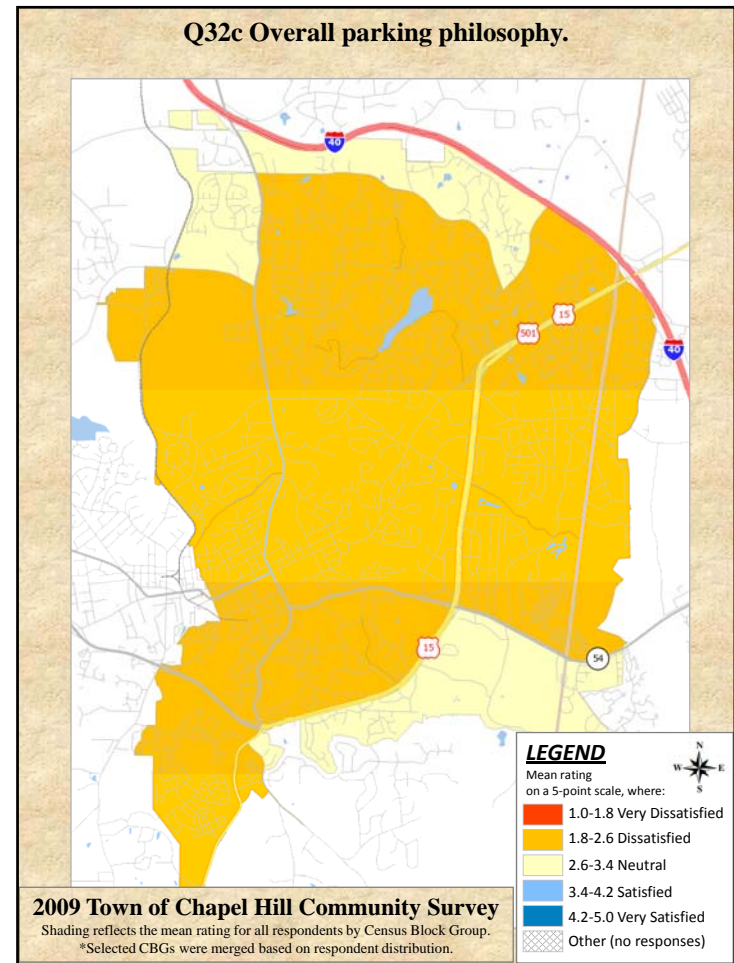 Q32c Overall parking philosophy.
40
15
501
40
15
54
LEGEND
N
W E
S
Mean rating
on a 5-point scale, where:
1.0-1.8 Very Dissatisfied
1.8-2.6 Dissatisfied
2.6-3.4 Neutral
3.4-4.2 Satisfied
4.2-5.0 Very Satisfied
Other (no responses)
2009 Town of Chapel Hill Community Survey
Shading reflects the mean rating for all respondents by Census Block Group.
*Selected CBGs were merged based on respondent distribution.